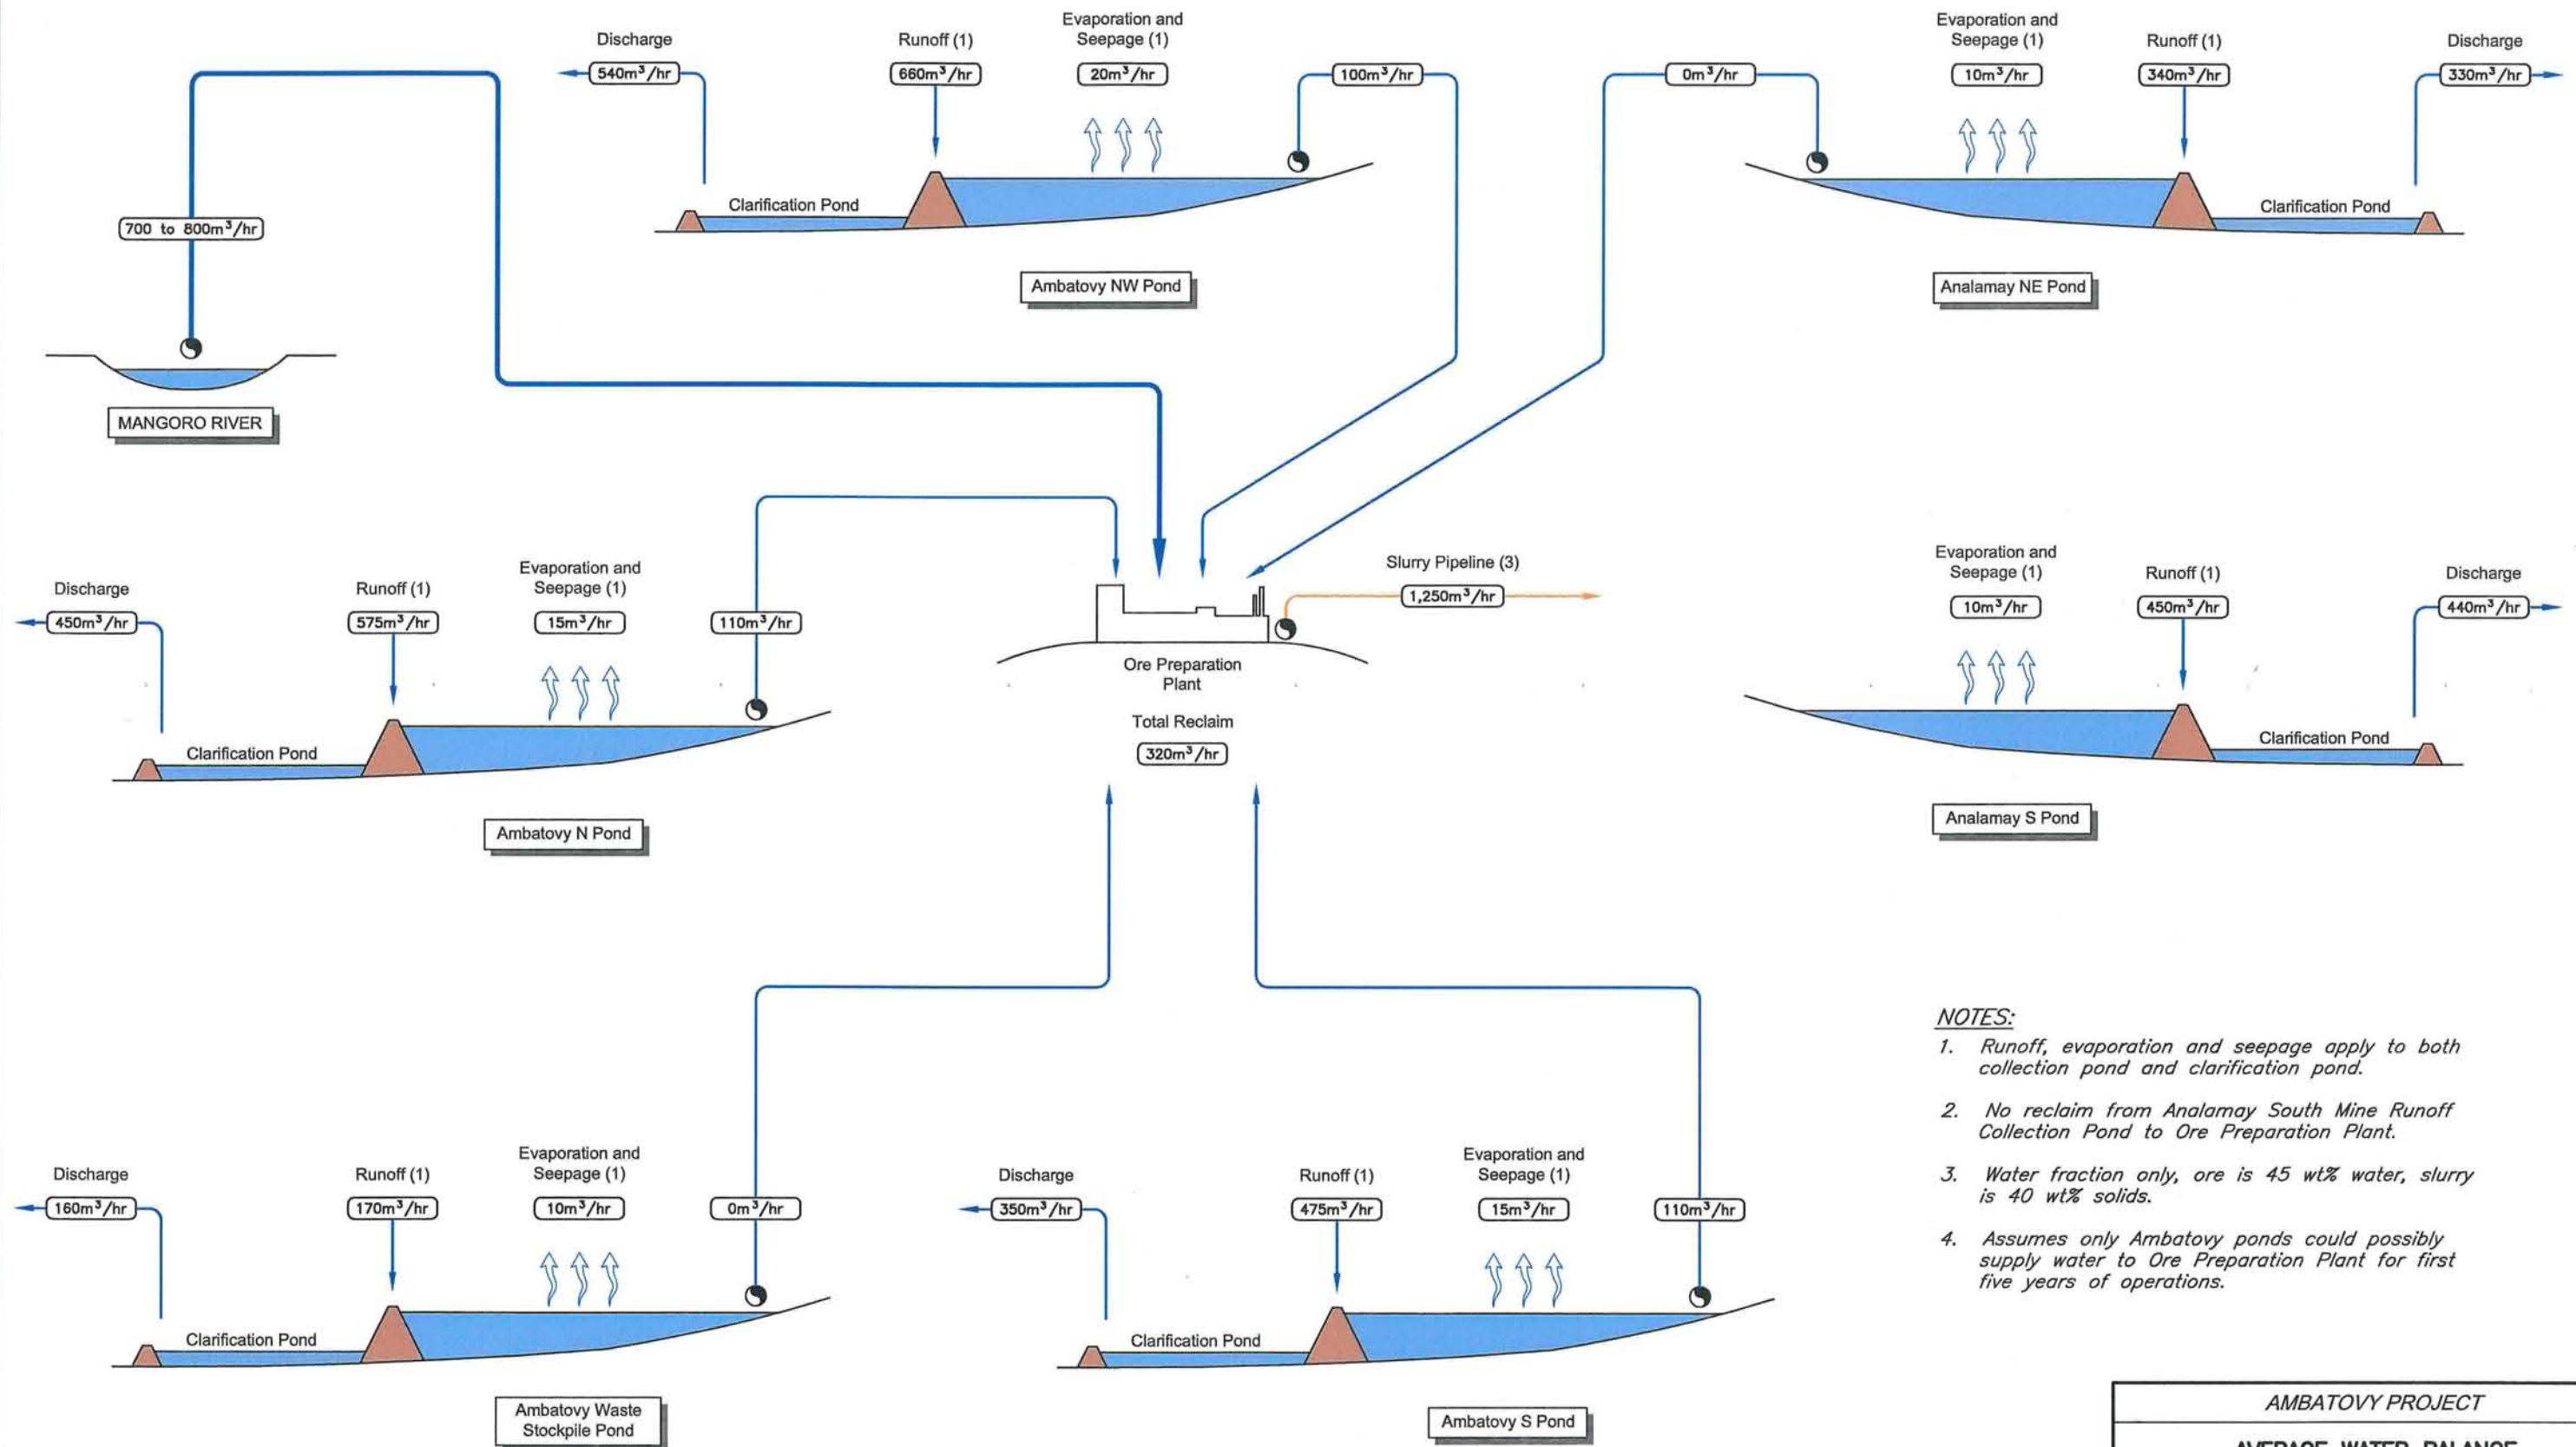 Discharge
540m³/hr
Runoff (1)
660m³/hr
Evaporation and
Seepage (1)
20m³/hr
100m³/hr
Clarification Pond
Ambatovy NW Pond
0m³/hr
Evaporation and
Seepage (1)
10m³/hr
Runoff (1)
340m³/hr
Discharge
330m³/hr
Clarification Pond
Analamay NE Pond
700 to 800m³/hr
MANGORO RIVER
Discharge
450m³/hr
Runoff (1)
575m³/hr
Evaporation and
Seepage (1)
15m³/hr
110m³/hr
Clarification Pond
Ambatovy N Pond
Slurry Pipeline (3)
1,250m³/hr
Ore Preparation
Plant
Total Reclaim
320m³/hr
Evaporation and
Seepage (1)
10m³/hr
Runoff (1)
450m³/hr
Discharge
440m³/hr
Clarification Pond
Analamay S Pond
Discharge
160m³/hr
Runoff (1)
170m³/hr
Evaporation and
Seepage (1)
10m³/hr
0m³/hr
Clarification Pond
Ambatovy Waste
Stockpile Pond
Discharge
350m³/hr
Runoff (1)
475m³/hr
Evaporation and
Seepage (1)
15m³/hr
110m³/hr
Clarification Pond
Ambatovy S Pond
NOTES:
1. Runoff, evaporation and seepage apply to both
collection pond and clarification pond.
2. No reclaim from Analamay South Mine Runoff
Collection Pond to Ore Preparation Plant.
3. Water fraction only, ore is 45 wt% water, slurry
is 40 wt% solids.
4. Assumes only Ambatovy ponds could possibly
supply water to Ore Preparation Plant for first
five years of operations.
AMBATOVY PROJECT
AVERAGE WATER BALANCE